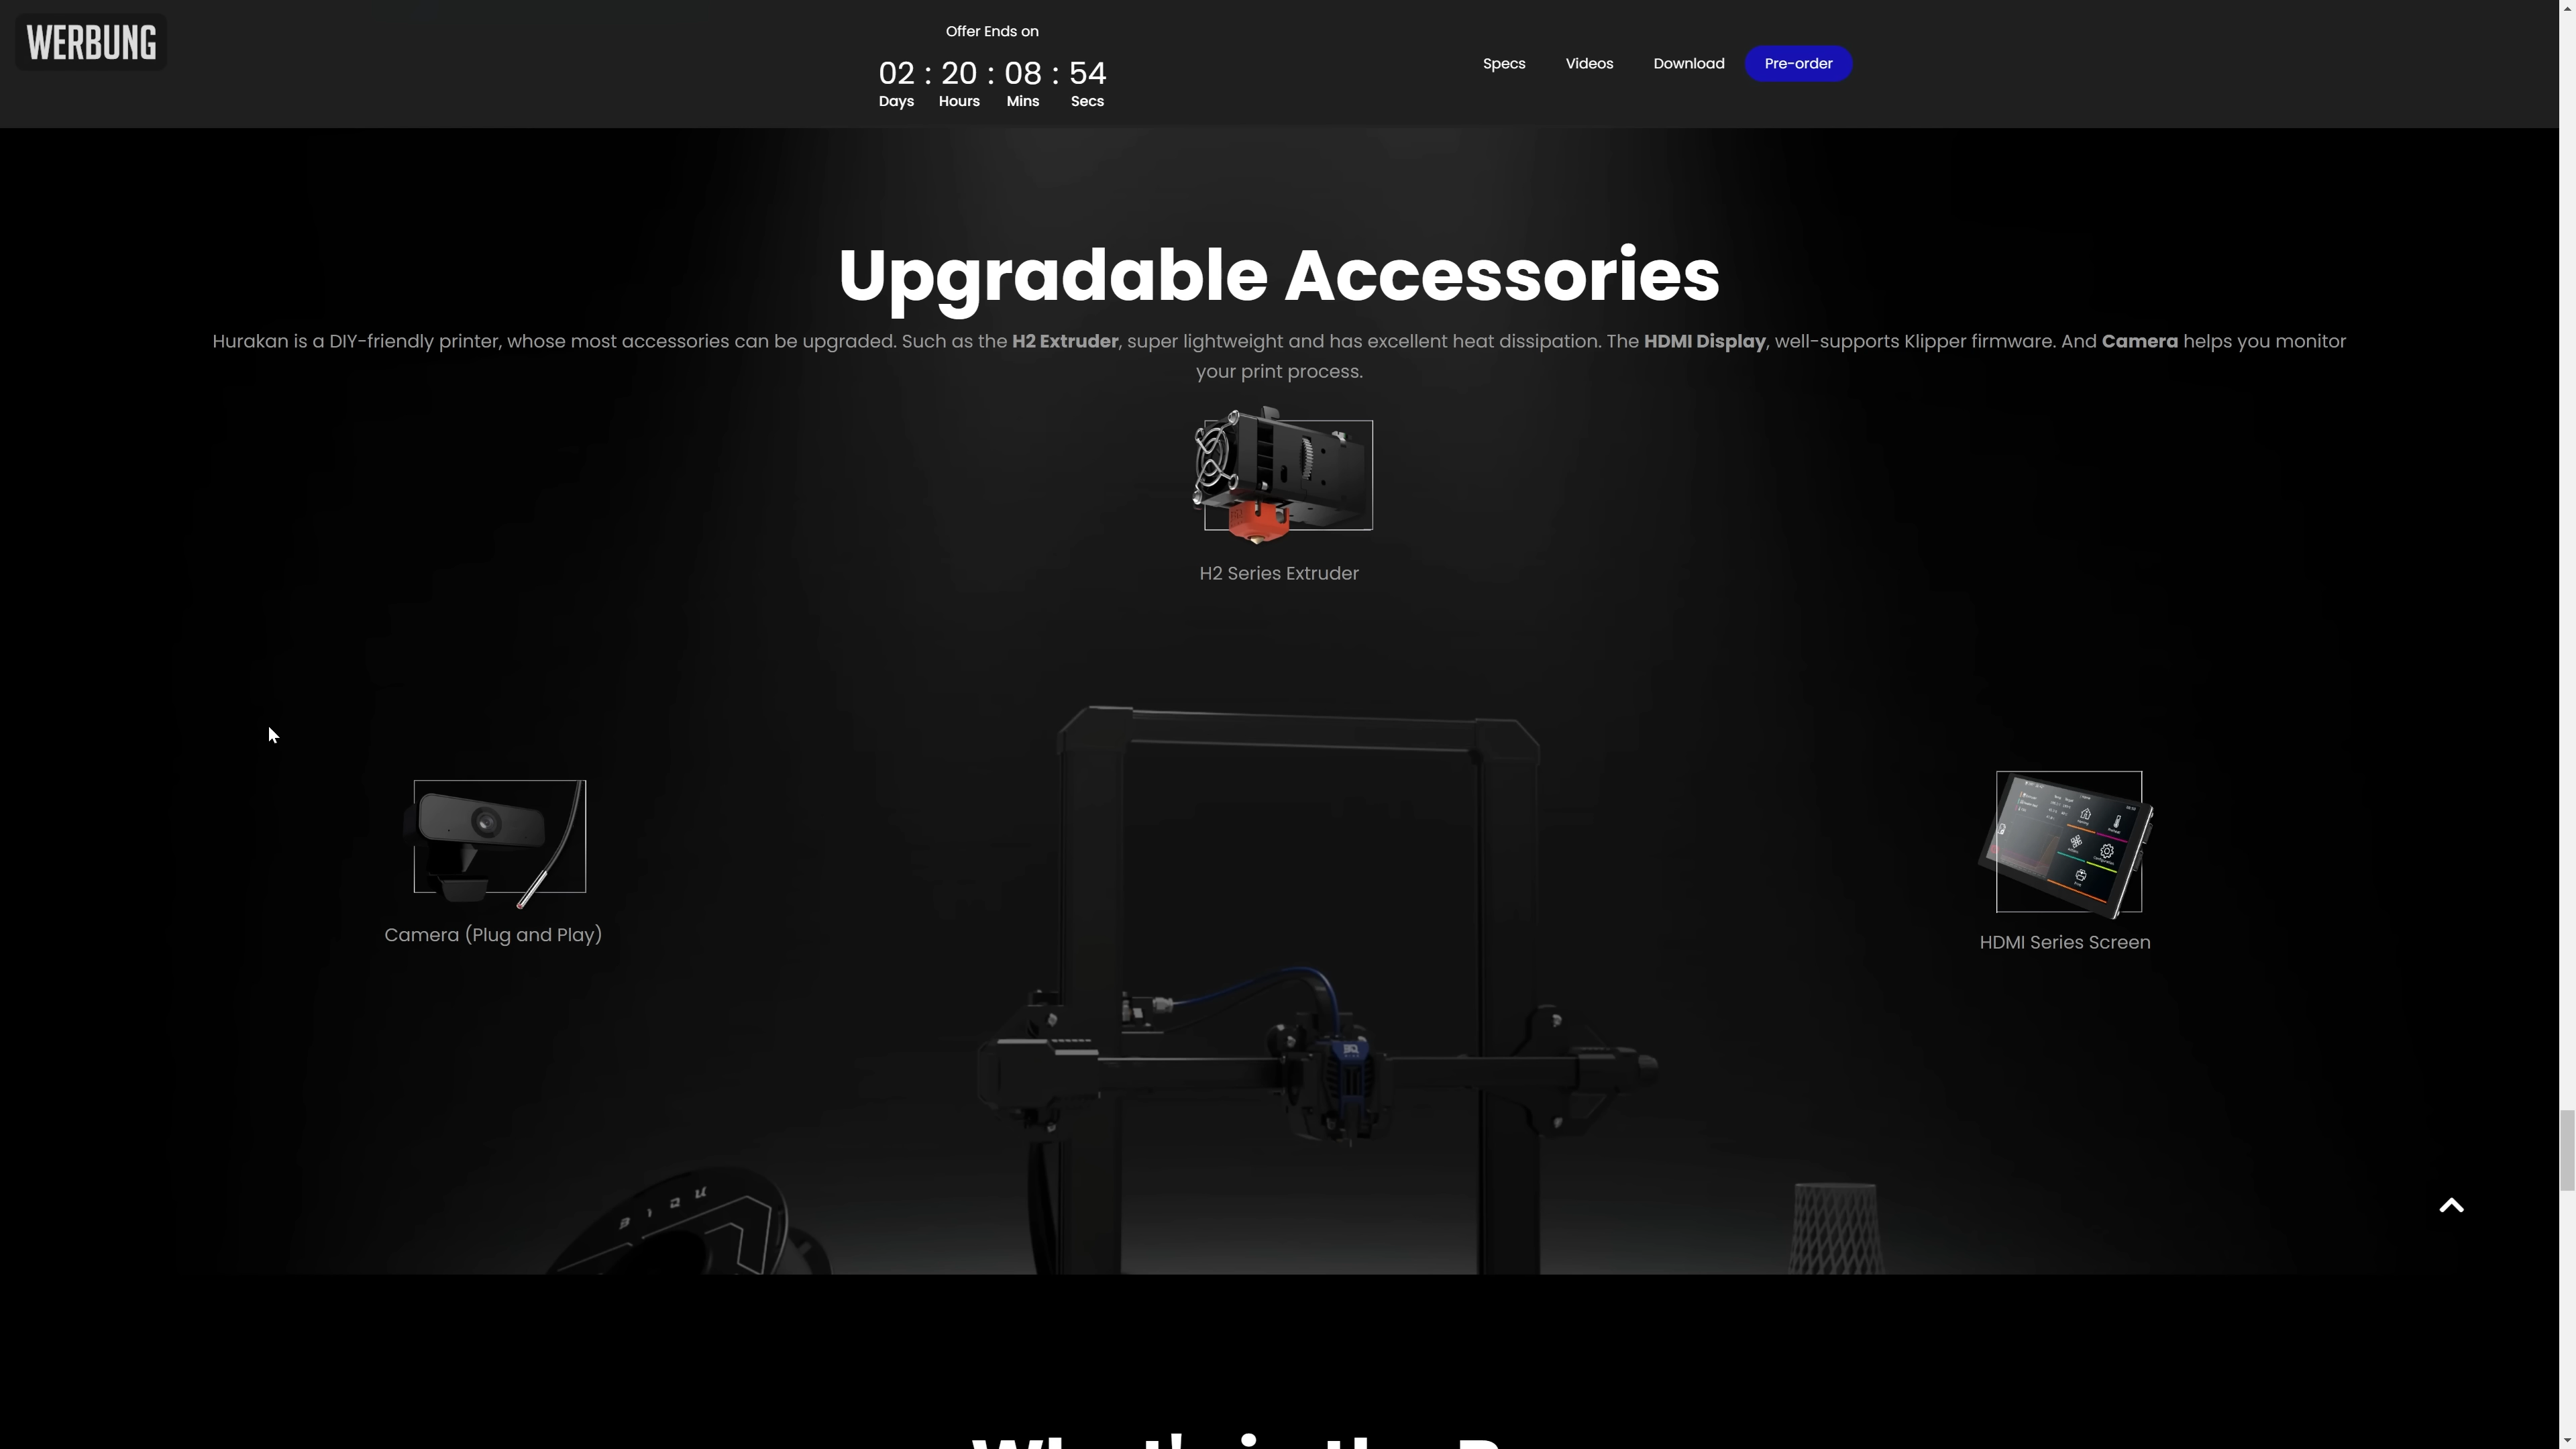 WERBUNG
Offer Ends on
02 : 20 : 08 : 54
Days Hours Mins Secs
Specs Videos Download Pre-order
Upgradable Accessories
Hurakan is a DIY-friendly printer, whose most accessories can be upgraded. Such as the H2 Extruder, super lightweight and has excellent heat dissipation. The HDMI Display, well-supports Klipper firmware. And Camera helps you monitor
your print process.
H2 Series Extruder
Camera (Plug and Play)
HDMI Series Screen
BIQU